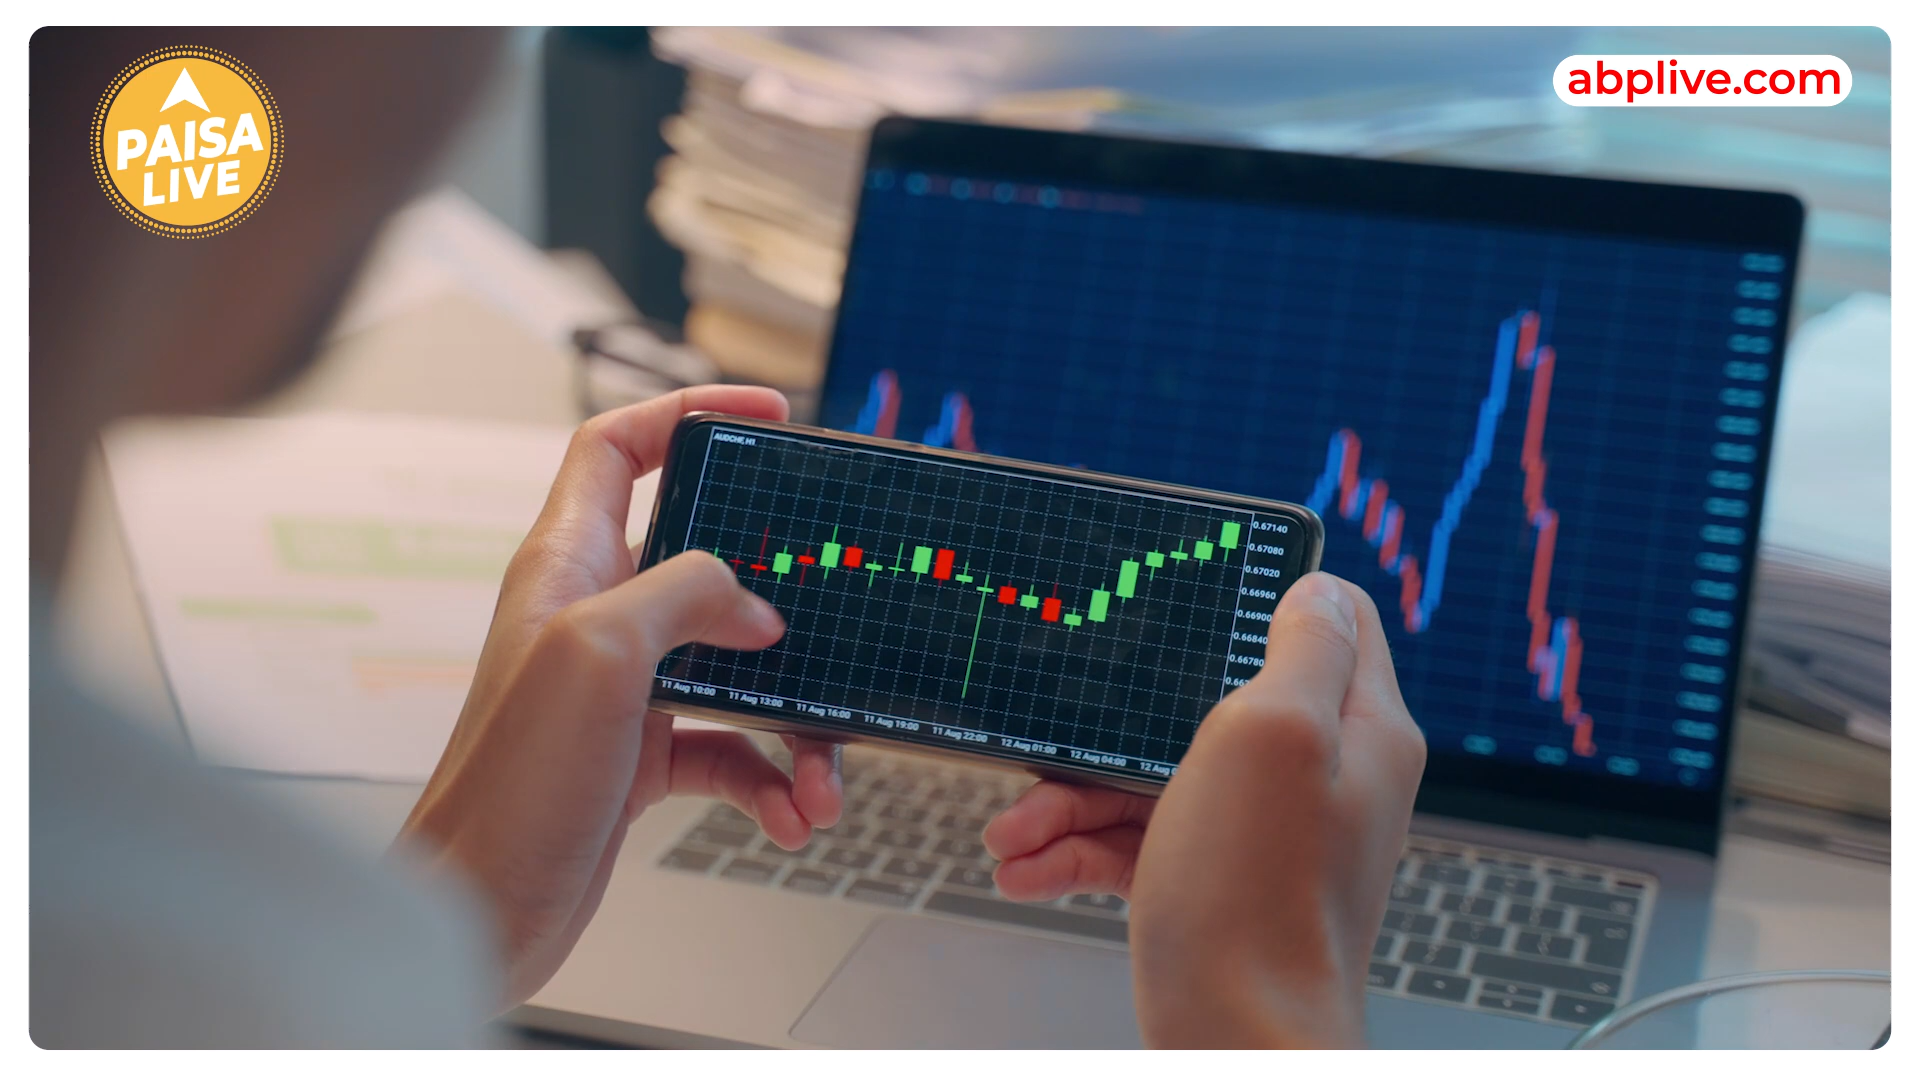 PAISA
LIVE
abplive.com
AUDCHF,H1
0.67140
0.67080
0.67020
0.66960
0.66900
0.66840
0.66780
11 Aug 10:00
11 Aug 13:00
11 Aug 16:00
11 Aug 19:00
11 Aug 22:00
12 Aug 01:00
12 Aug 04:00
12 Aug